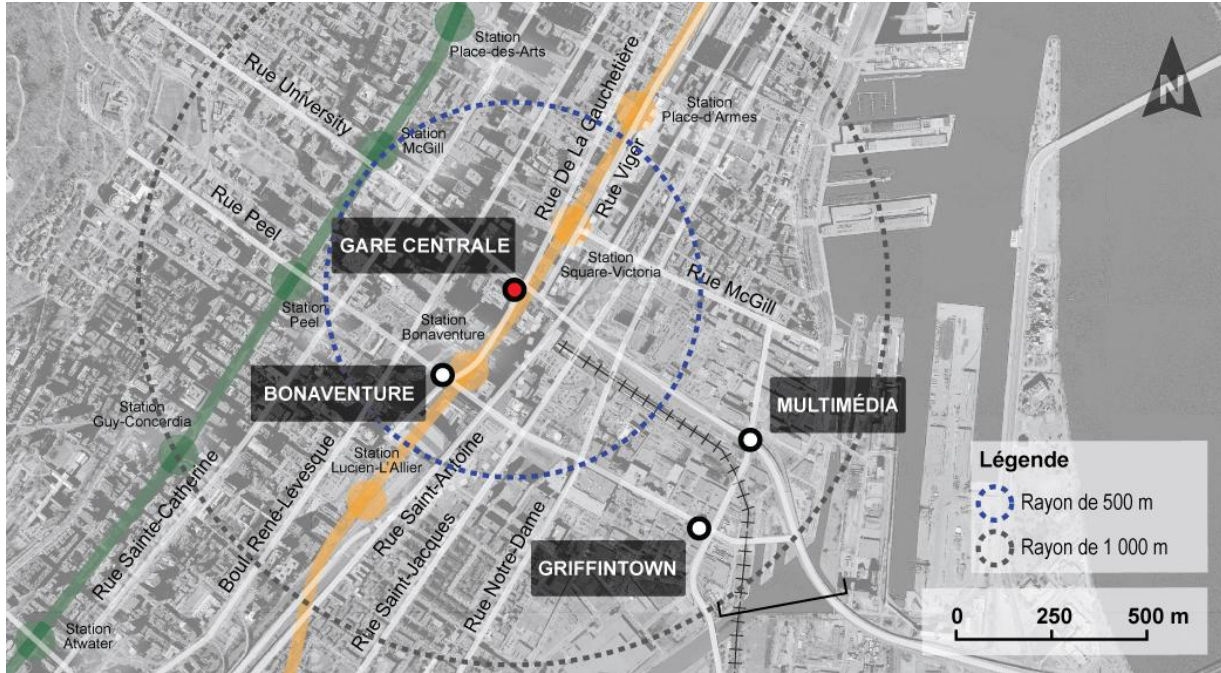 Station
Place-des-Arts
Rue University
Station
McGill
Rue De La Gauchetière
Station
Place-d'Armes
Rue Viger
N
Rue Peel
GARE CENTRALE
Station
Square-Victoria
Rue McGill
Station
Peel
Station
Bonaventure
BONAVENTURE
MULTIMÉDIA
Station
Guy-Concordia
Station
Lucien-L'Allier
Rue Sainte-Catherine
Boul. René-Lévesque
Rue Saint-Antoine
Rue Saint-Jacques
Rue Notre-Dame
GRIFFINTOWN
Station
Atwater
Légende
Rayon de 500 m
Rayon de 1 000 m
0 250 500 m